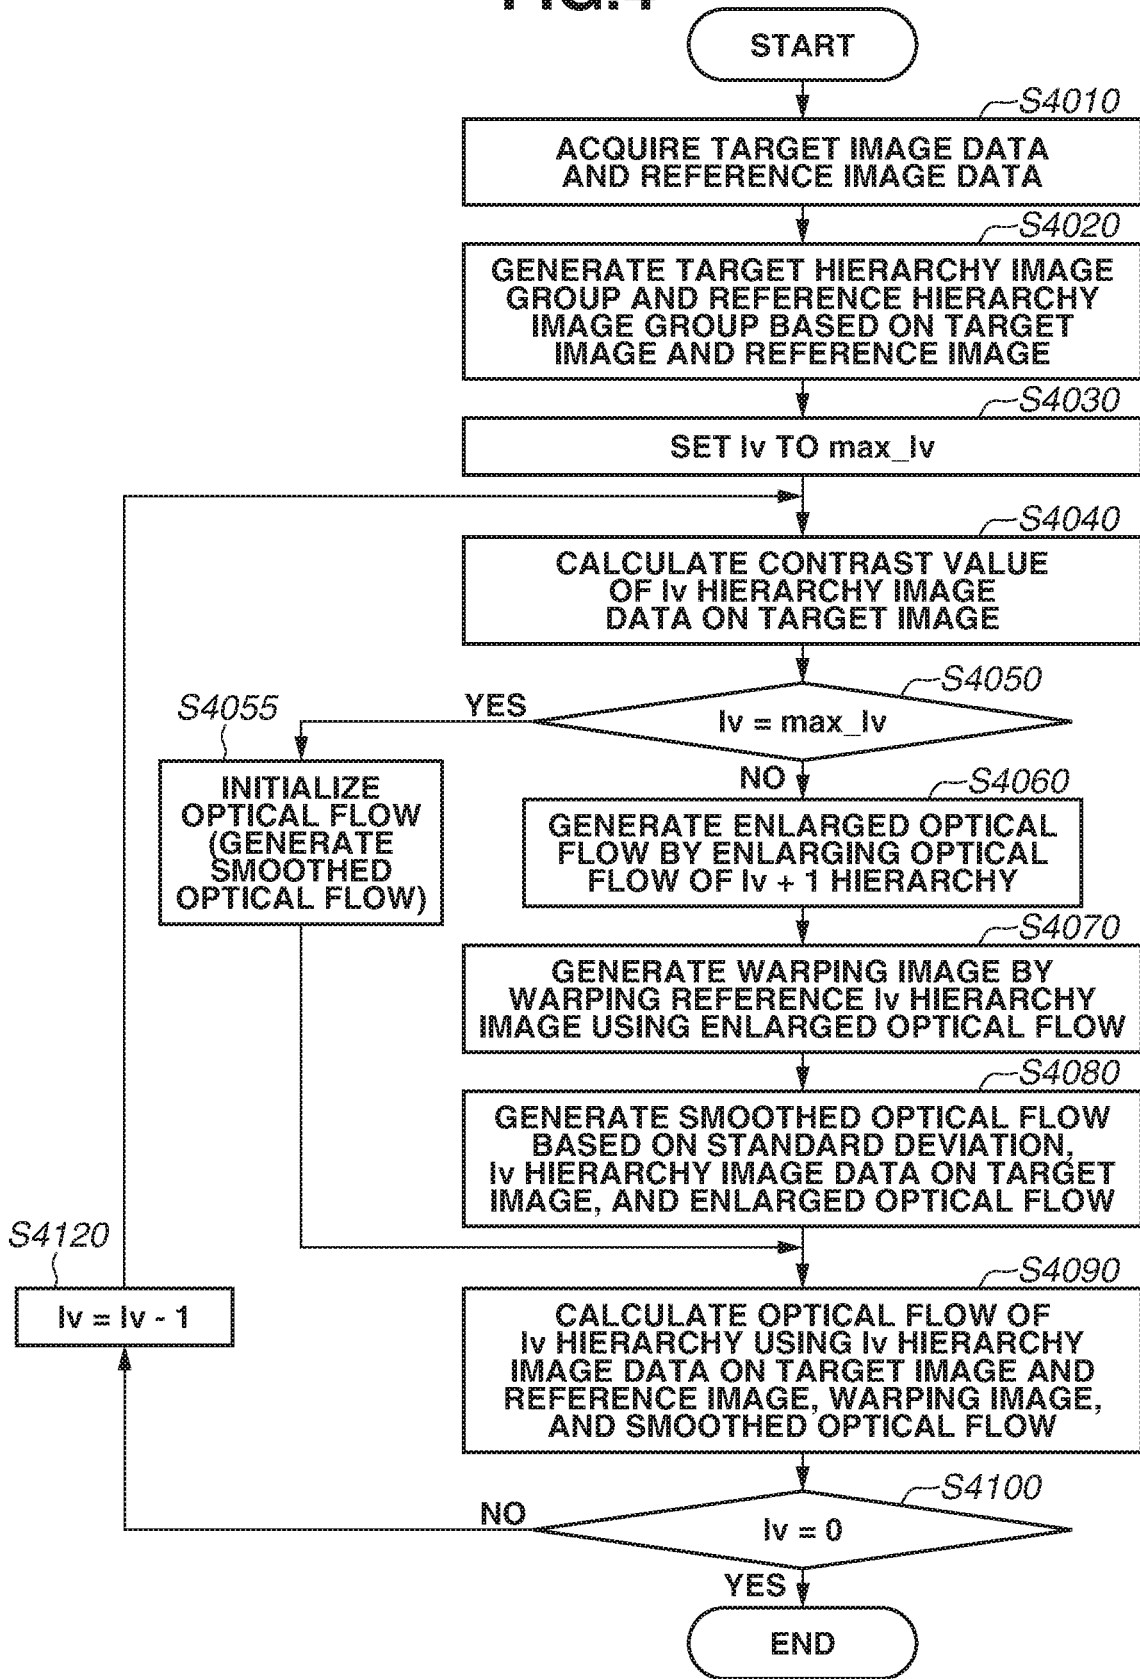 START
S4010
ACQUIRE TARGET IMAGE DATA
AND REFERENCE IMAGE DATA
S4020
GENERATE TARGET HIERARCHY IMAGE
GROUP AND REFERENCE HIERARCHY
IMAGE GROUP BASED ON TARGET
IMAGE AND REFERENCE IMAGE
S4030
SET lv TO max_lv
S4040
CALCULATE CONTRAST VALUE
OF lv HIERARCHY IMAGE
DATA ON TARGET IMAGE
S4050
lv = max_lv
YES
NO
S4055
INITIALIZE
OPTICAL FLOW
(GENERATE
SMOOTHED
OPTICAL FLOW)
S4060
GENERATE ENLARGED OPTICAL
FLOW BY ENLARGING OPTICAL
FLOW OF lv + 1 HIERARCHY
S4070
GENERATE WARPING IMAGE BY
WARPING REFERENCE lv HIERARCHY
IMAGE USING ENLARGED OPTICAL FLOW
S4080
GENERATE SMOOTHED OPTICAL FLOW
BASED ON STANDARD DEVIATION,
lv HIERARCHY IMAGE DATA ON TARGET
IMAGE, AND ENLARGED OPTICAL FLOW
S4120
lv = lv - 1
S4090
CALCULATE OPTICAL FLOW OF
lv HIERARCHY USING lv HIERARCHY
IMAGE DATA ON TARGET IMAGE AND
REFERENCE IMAGE, WARPING IMAGE,
AND SMOOTHED OPTICAL FLOW
S4100
lv = 0
NO
YES
END